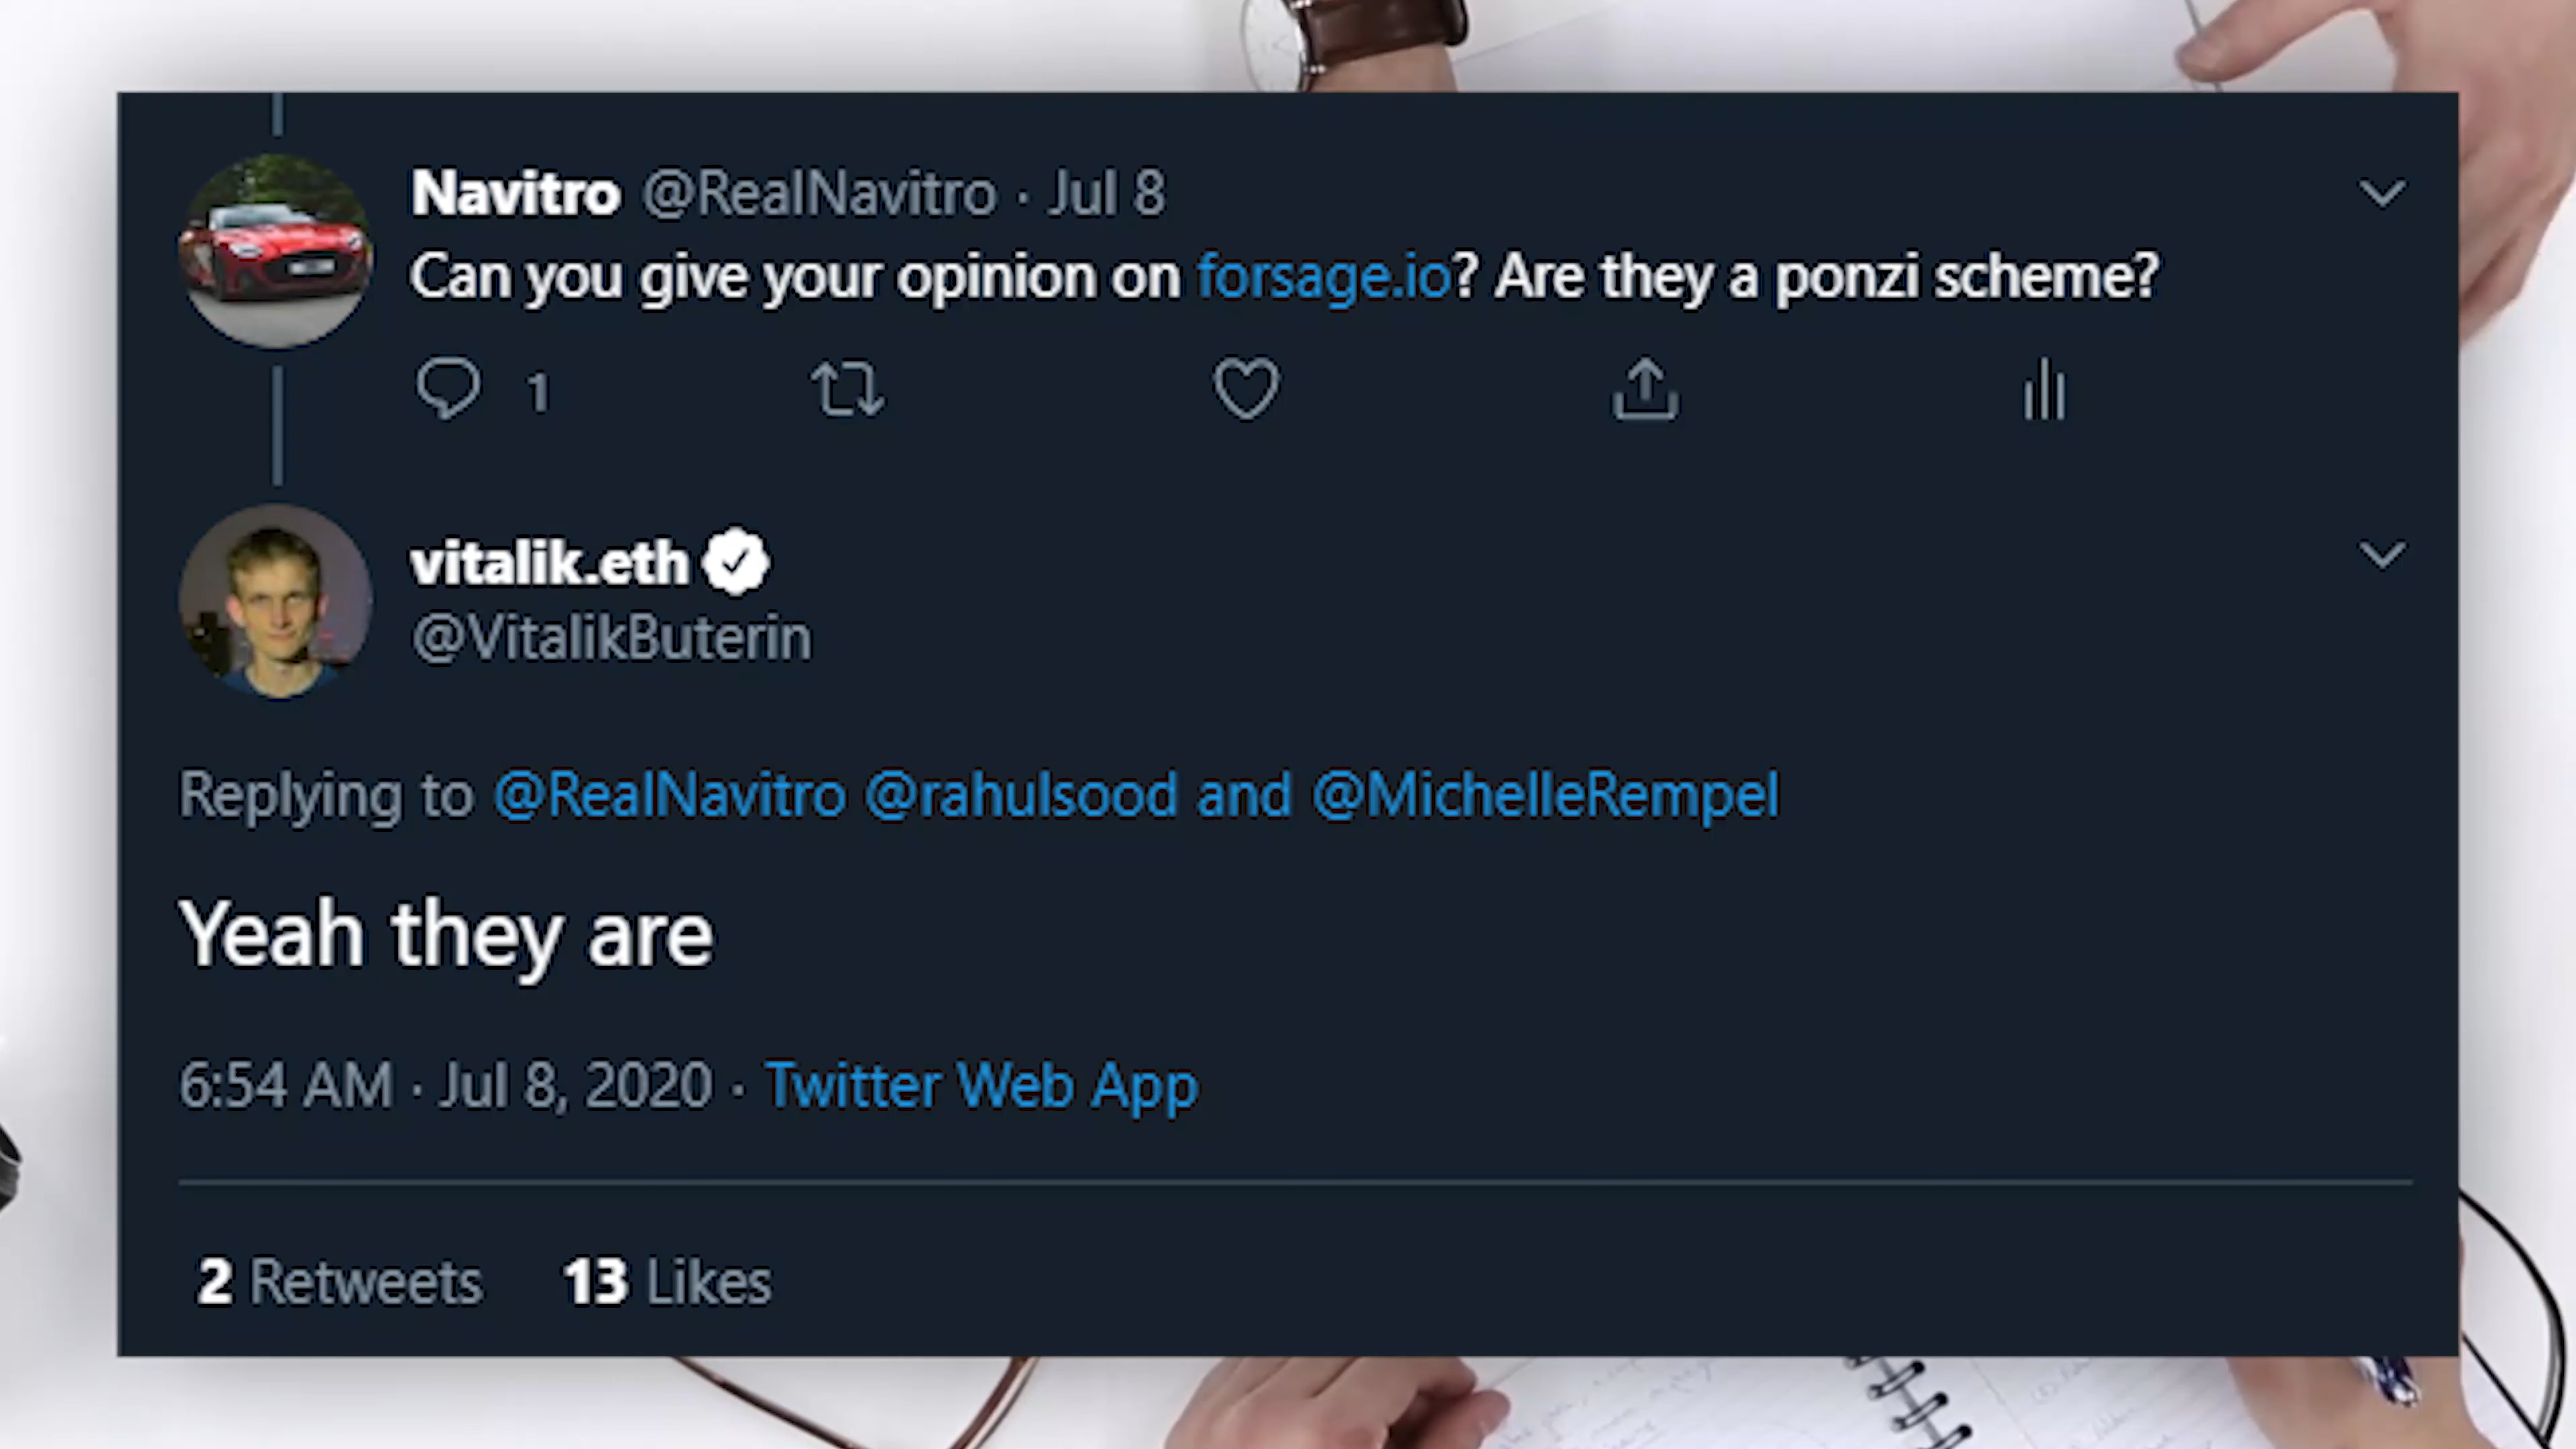 Navitro @RealNavitro · Jul 8
Can you give your opinion on forsage.io? Are they a ponzi scheme?
1
vitalik.eth
@VitalikButerin
Replying to @RealNavitro @rahulsood and @MichelleRempel
Yeah they are
6:54 AM · Jul 8, 2020 · Twitter Web App
2 Retweets 13 Likes